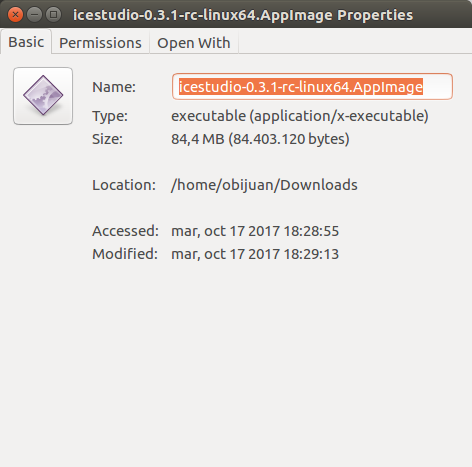 icestudio-0.3.1-rc-linux64.AppImage Properties
Basic Permissions Open With
Name: icestudio-0.3.1-rc-linux64.AppImage
Type: executable (application/x-executable)
Size: 84,4 MB (84.403.120 bytes)
Location: /home/obijuan/Downloads
Accessed: mar, oct 17 2017 18:28:55
Modified: mar, oct 17 2017 18:29:13